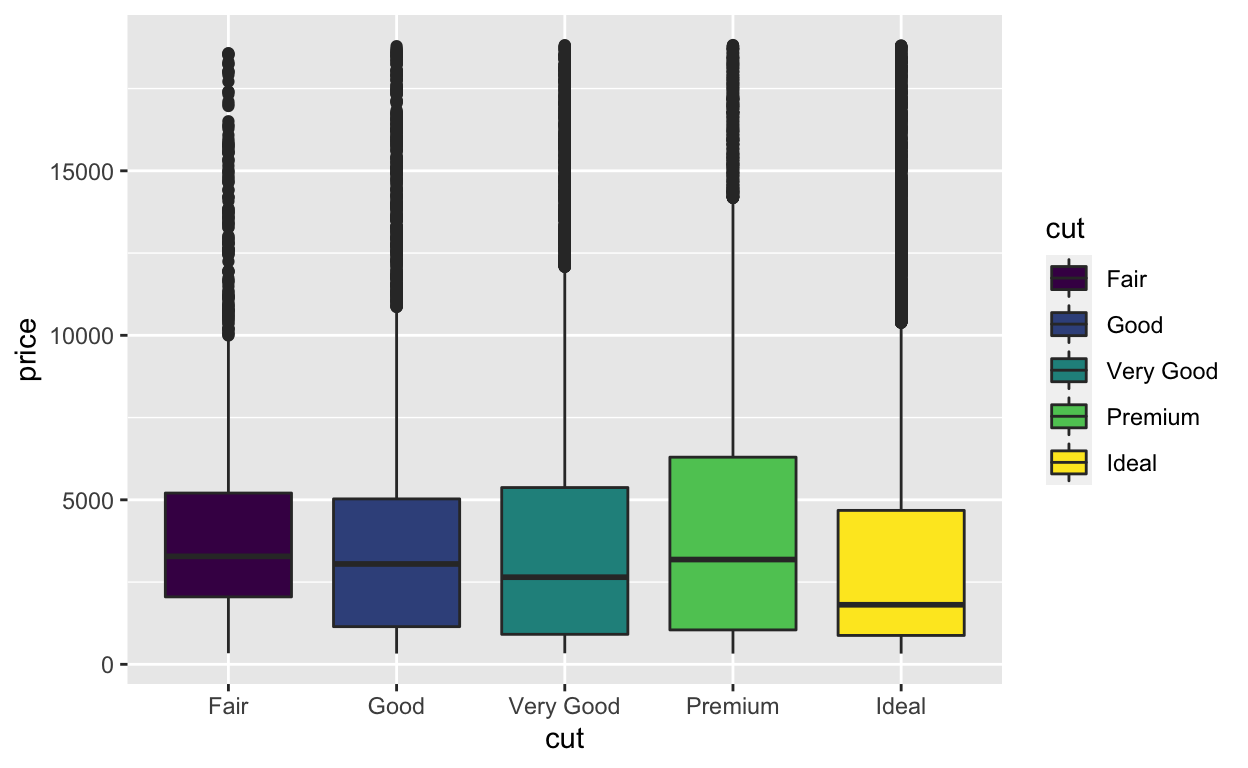 price
15000
10000
5000
0
Fair
Good
Very Good
Premium
Ideal
cut
cut
Fair
Good
Very Good
Premium
Ideal